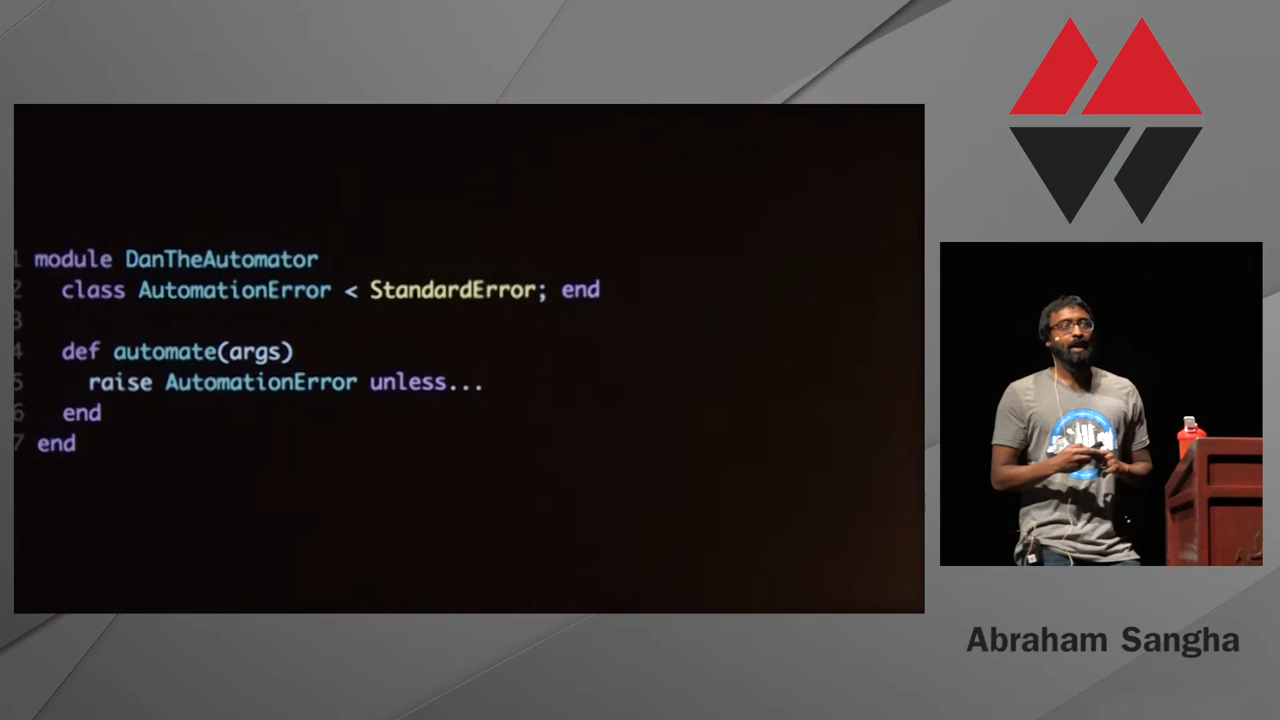 1 module DanTheAutomator
2 class AutomationError < StandardError; end
3
4 def automate(args)
5 raise AutomationError unless...
6 end
7 end
Abraham Sangha